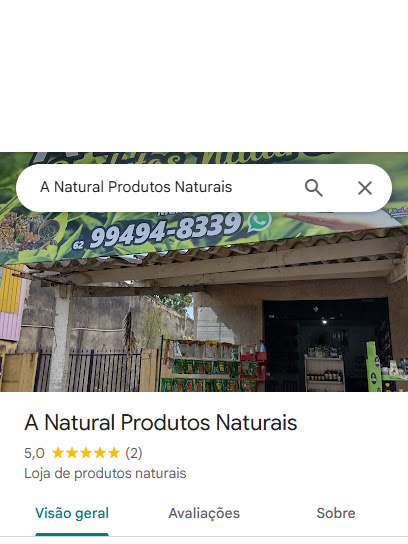 A Natural Produtos Naturais
62 99494-8339
A Natural Produtos Naturais
5,0 ★★★★★ (2)
Loja de produtos naturais
Visão geral Avaliações Sobre